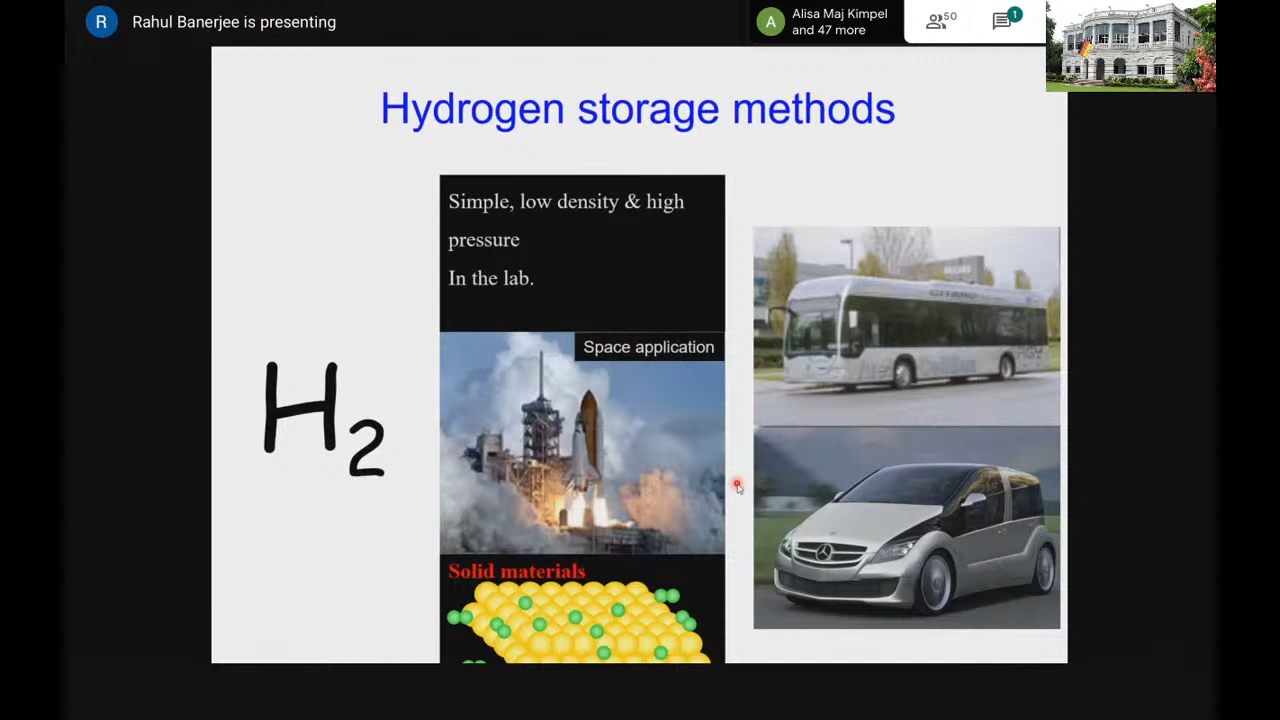 R
Rahul Banerjee is presenting
A
Alisa Maj Kimpel
and 47 more
50
1
Hydrogen storage methods
Simple, low density & high
pressure
In the lab.
Space application
H2
Solid materials